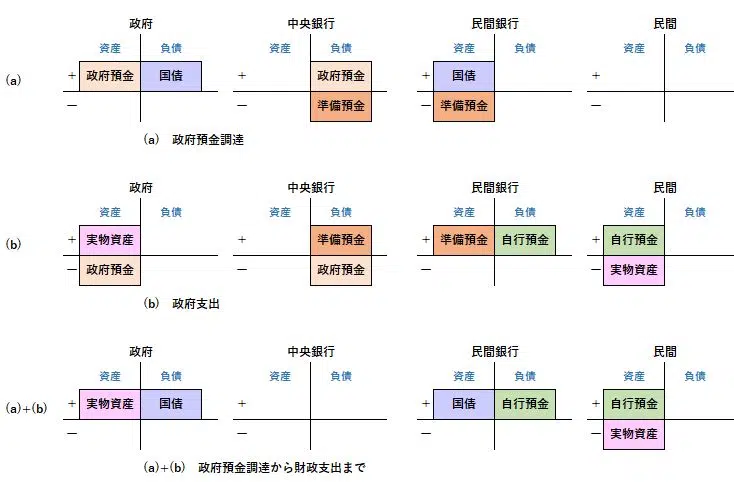 政府 中央銀行 民間銀行 民間
資産 負債 資産 負債 資産 負債 資産 負債
(a) + 政府預金 国債 + 政府預金 + 国債 +
− − 準備預金 − 準備預金 −
(a) 政府預金調達
政府 中央銀行 民間銀行 民間
資産 負債 資産 負債 資産 負債 資産 負債
(b) + 実物資産 + 準備預金 + 準備預金 自行預金 + 自行預金
− 政府預金 − 政府預金 − − 実物資産
(b) 政府支出
政府 中央銀行 民間銀行 民間
資産 負債 資産 負債 資産 負債 資産 負債
(a)+(b) + 実物資産 国債 + + 国債 自行預金 + 自行預金
− − − − 実物資産
(a)+(b) 政府預金調達から財政支出まで